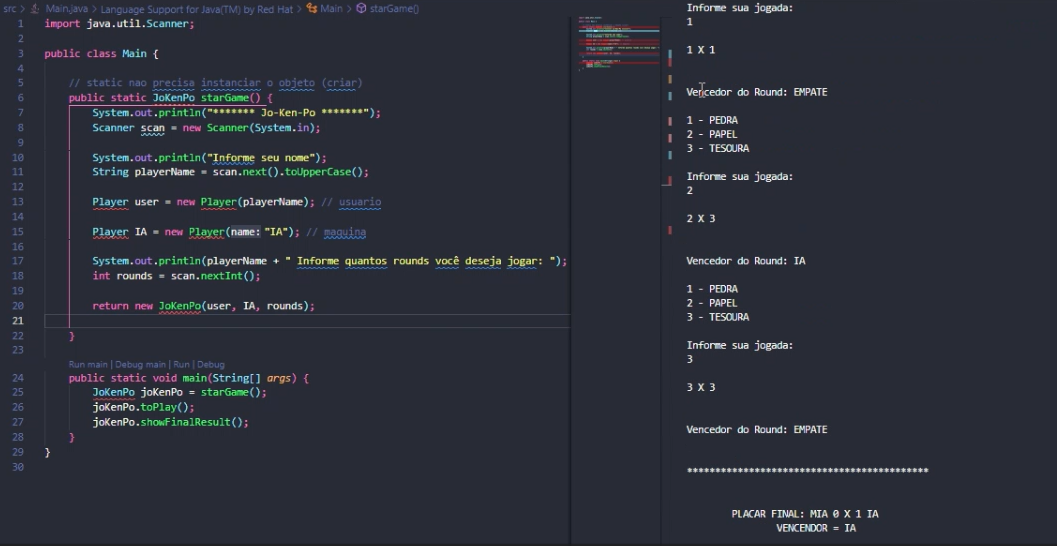 src > Main.java > Language Support for Java(TM) by Red Hat > Main > starGame()
1 import java.util.Scanner;
2
3 public class Main {
4
5 // static nao precisa instanciar o objeto (criar)
6 public static JoKenPo starGame() {
7 System.out.println("******* Jo-Ken-Po *******");
8 Scanner scan = new Scanner(System.in);
9
10 System.out.println("Informe seu nome");
11 String playerName = scan.next().toUpperCase();
12
13 Player user = new Player(playerName); // usuario
14
15 Player IA = new Player(name: "IA"); // maquina
16
17 System.out.println(playerName + " Informe quantos rounds você deseja jogar: ");
18 int rounds = scan.nextInt();
19
20 return new JoKenPo(user, IA, rounds);
21
22 }
23
Run main | Debug main | Run | Debug
24 public static void main(String[] args) {
25 JoKenPo joKenPo = starGame();
26 joKenPo.toPlay();
27 joKenPo.showFinalResult();
28 }
29 }
30
Informe sua jogada:
1
1 X 1
Vencedor do Round: EMPATE
1 - PEDRA
2 - PAPEL
3 - TESOURA
Informe sua jogada:
2
2 X 3
Vencedor do Round: IA
1 - PEDRA
2 - PAPEL
3 - TESOURA
Informe sua jogada:
3
3 X 3
Vencedor do Round: EMPATE
*******************************************
PLACAR FINAL: MIA 0 X 1 IA
VENCENDOR = IA